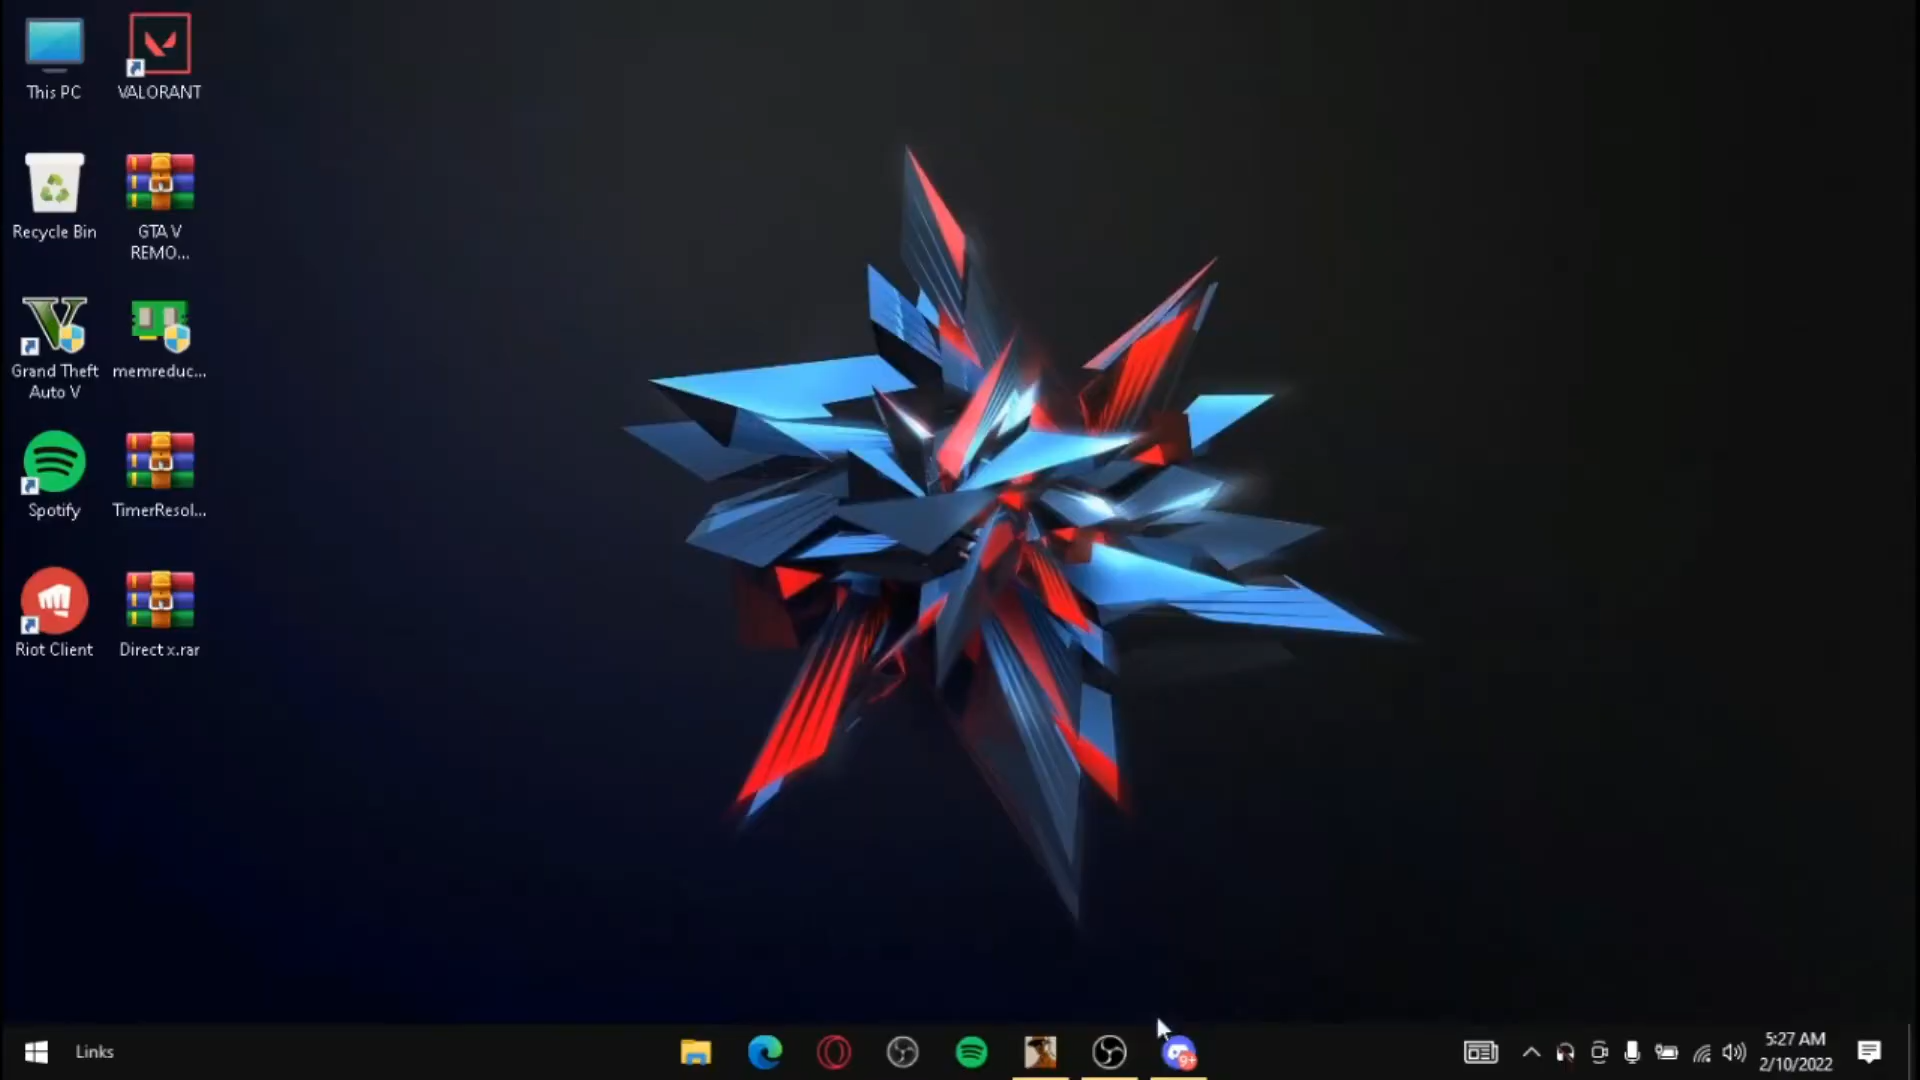 This PC
VALORANT
Recycle Bin
GTA V
REMO...
Grand Theft
Auto V
memreduc...
Spotify
TimerResol...
Riot Client
Direct x.rar
Links
9+
5:27 AM
2/10/2022